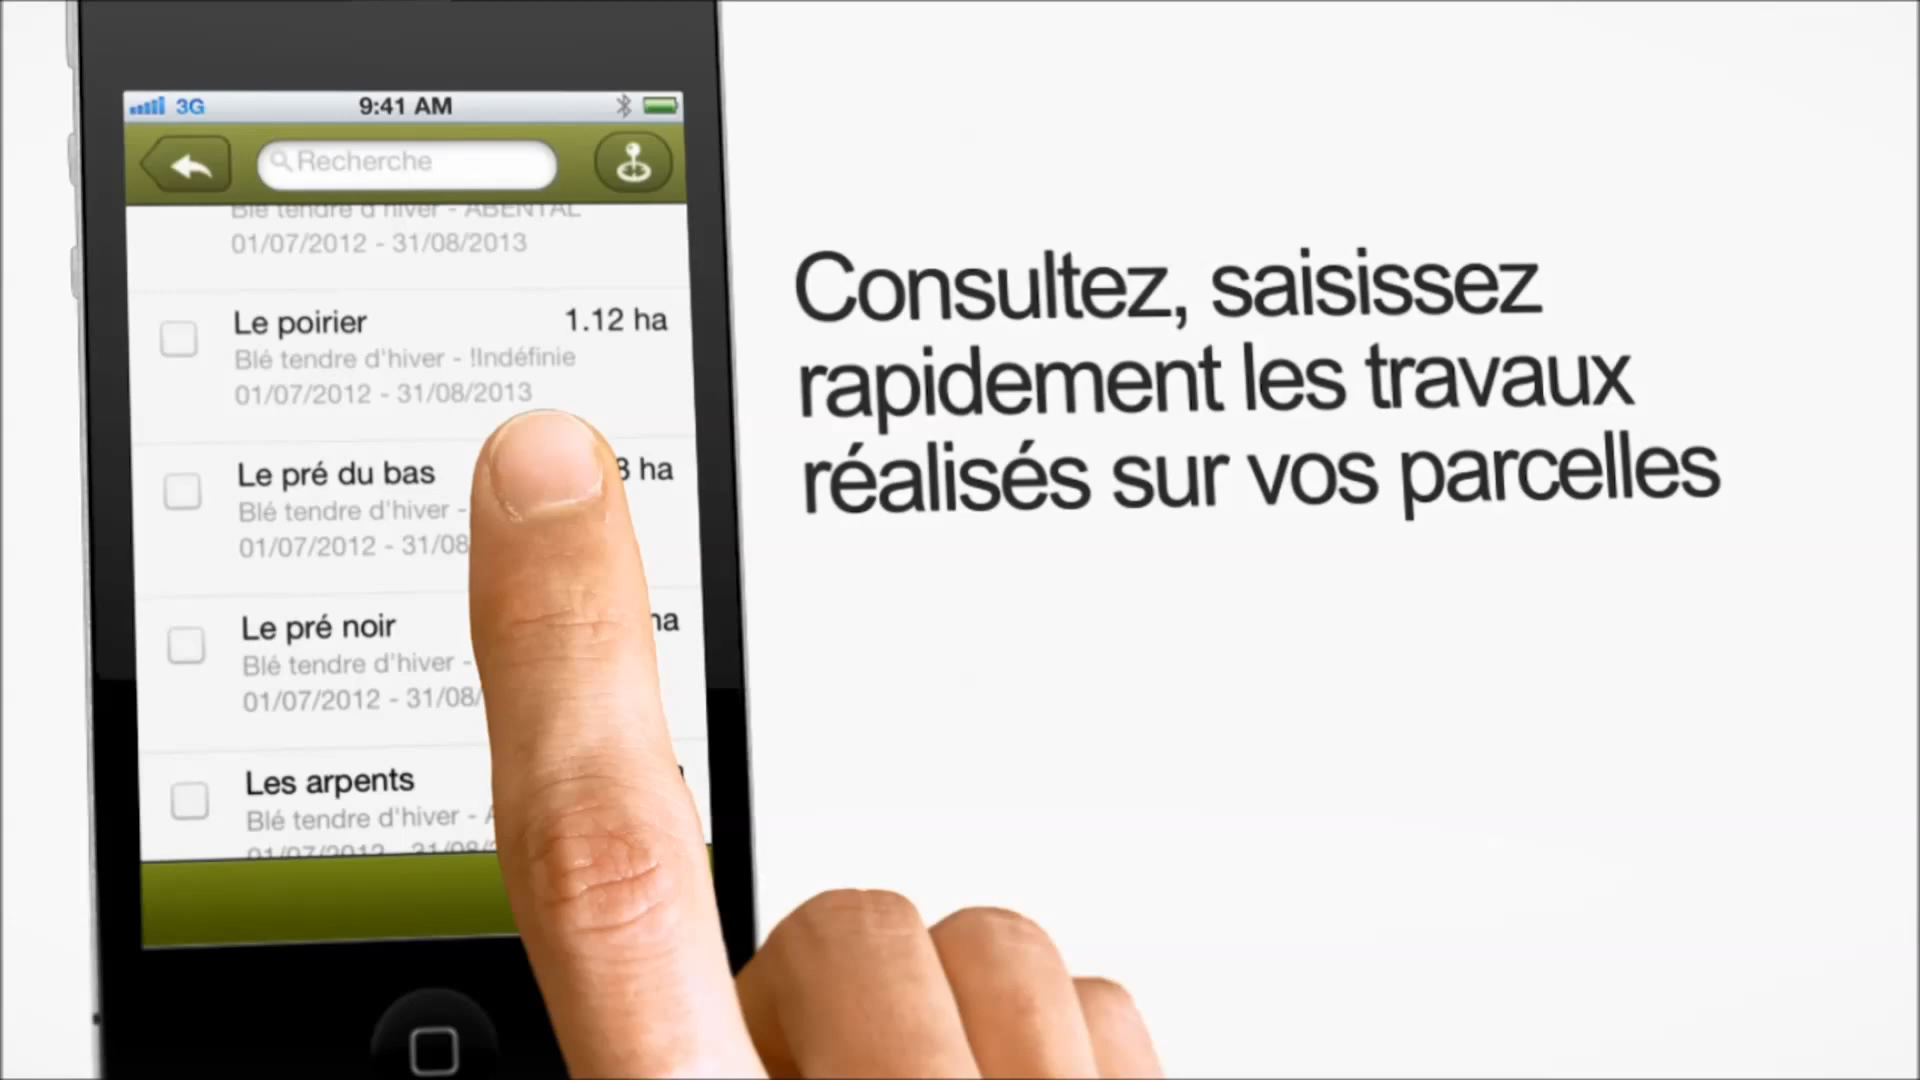 3G 9:41 AM
Recherche
Blé tendre d'hiver - ABENTAL
01/07/2012 - 31/08/2013
Le poirier 1.12 ha
Blé tendre d'hiver - !Indéfinie
01/07/2012 - 31/08/2013
Le pré du bas ha
Blé tendre d'hiver -
01/07/2012 - 31/08
Le pré noir ha
Blé tendre d'hiver -
01/07/2012 - 31/08/
Les arpents
Blé tendre d'hiver -
01/07/2012 - 31/08/
Consultez, saisissez
rapidement les travaux
réalisés sur vos parcelles